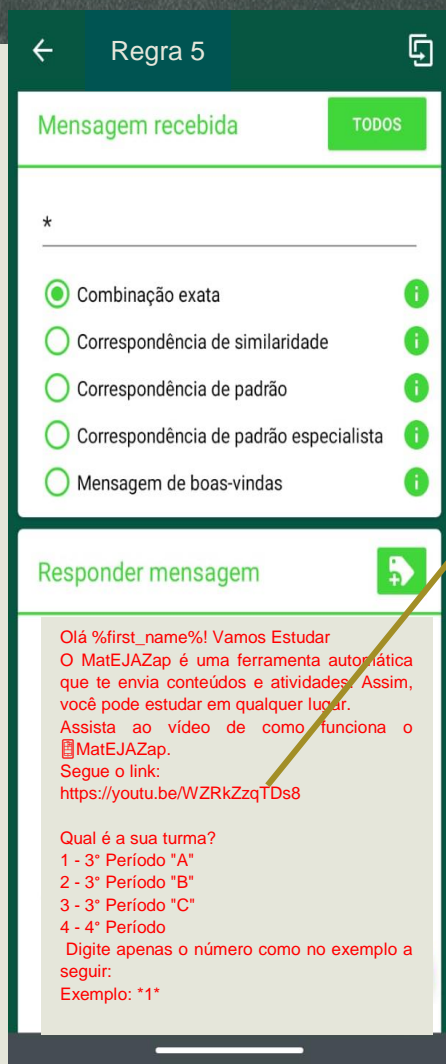 Regra 5
Mensagem recebida
TODOS
*
Combinação exata
Correspondência de similaridade
Correspondência de padrão
Correspondência de padrão especialista
Mensagem de boas-vindas
Responder mensagem
Olá %first_name%! Vamos Estudar
O MatEJAZap é uma ferramenta automática
que te envia conteúdos e atividades. Assim,
você pode estudar em qualquer lugar.
Assista ao vídeo de como funciona o
MatEJAZap.
Segue o link:
https://youtu.be/WZRkZzqTDs8
Qual é a sua turma?
1 - 3° Período "A"
2 - 3° Período "B"
3 - 3° Período "C"
4 - 4° Período
Digite apenas o número como no exemplo a
seguir:
Exemplo: *1*